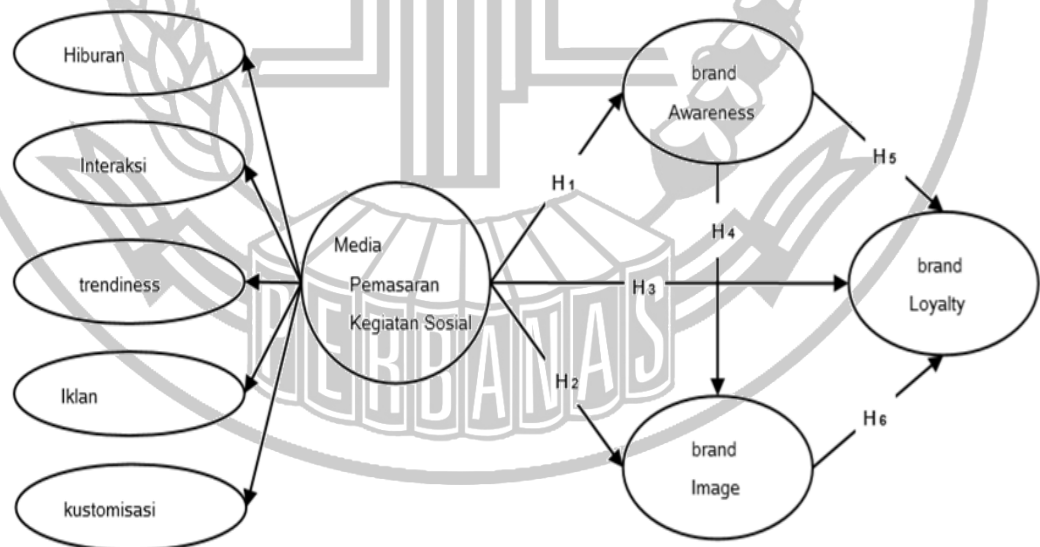 Hiburan
Interaksi
trendiness
Iklan
kustomisasi
Media
Pemasaran
Kegiatan Sosial
H1
H2
H3
H4
H5
H6
brand
Awareness
brand
Image
brand
Loyalty
PERBANAS